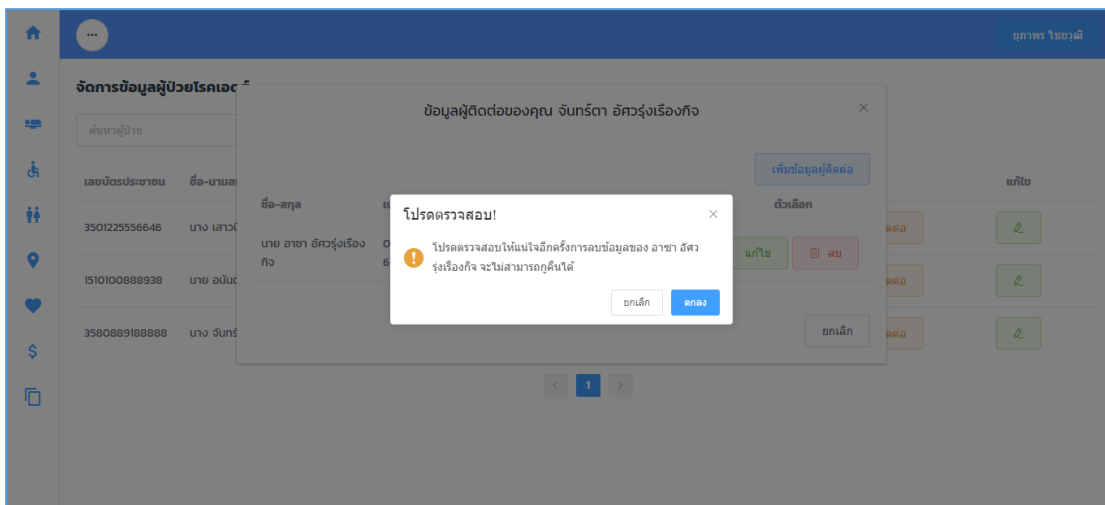 ...
ยุภาพร ไชยวุฒิ
จัดการข้อมูลผู้ป่วยโรคเอดส์
ข้อมูลผู้ติดต่อของคุณ จันทร์ตา อัศวรุ่งเรืองกิจ
ค้นหาผู้ป่วย
เพิ่มข้อมูลผู้ติดต่อ
เลขบัตรประชาชน ชื่อ-นามส แก้ไข
ชื่อ-สกุล ตัวเลือก
โปรดตรวจสอบ!
3501225556646 นาง เสาว
นาย อาชา อัศวรุ่งเรือง
กิจ
โปรดตรวจสอบให้แน่ใจอีกครั้งการลบข้อมูลของ อาชา อัศว
รุ่งเรืองกิจ จะไม่สามารถกูคืนได้
แก้ไข ลบ
1510100888938 นาย อนัน
ยกเลิก ตกลง
3580889188888 นาง จันทร์
ยกเลิก
1